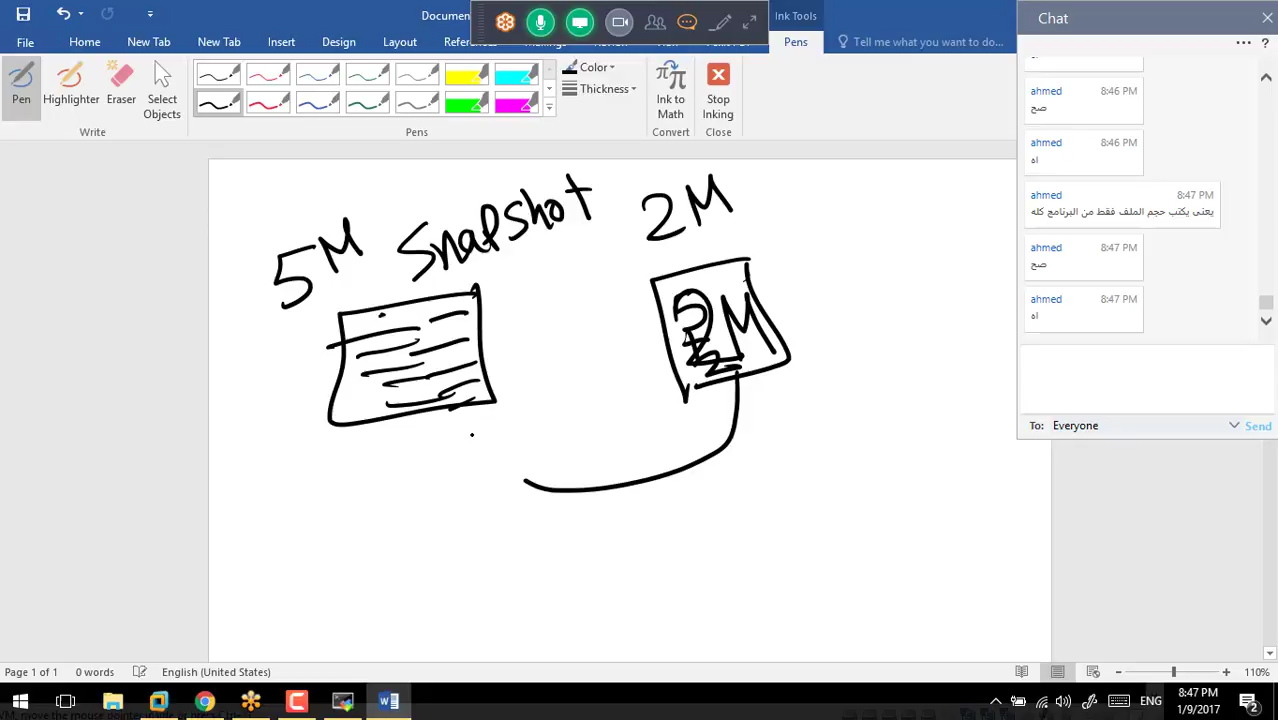 Documen
Ink Tools
Chat
File
Home
New Tab
New Tab
Insert
Design
Layout
References
Pens
Tell me what you want to do...
Pen
Highlighter
Eraser
Select Objects
Color
Thickness
Ink to Math
Stop Inking
Write
Pens
Convert
Close
ahmed 8:46 PM
صح
ahmed 8:46 PM
اه
ahmed 8:47 PM
يعنى يكتب حجم الملف فقط من البرنامج كله
ahmed 8:47 PM
صح
ahmed 8:47 PM
اه
To: Everyone
Send
5M snapshot 2M
2M
Page 1 of 1
0 words
English (United States)
110%
ENG
8:47 PM
1/9/2017
2